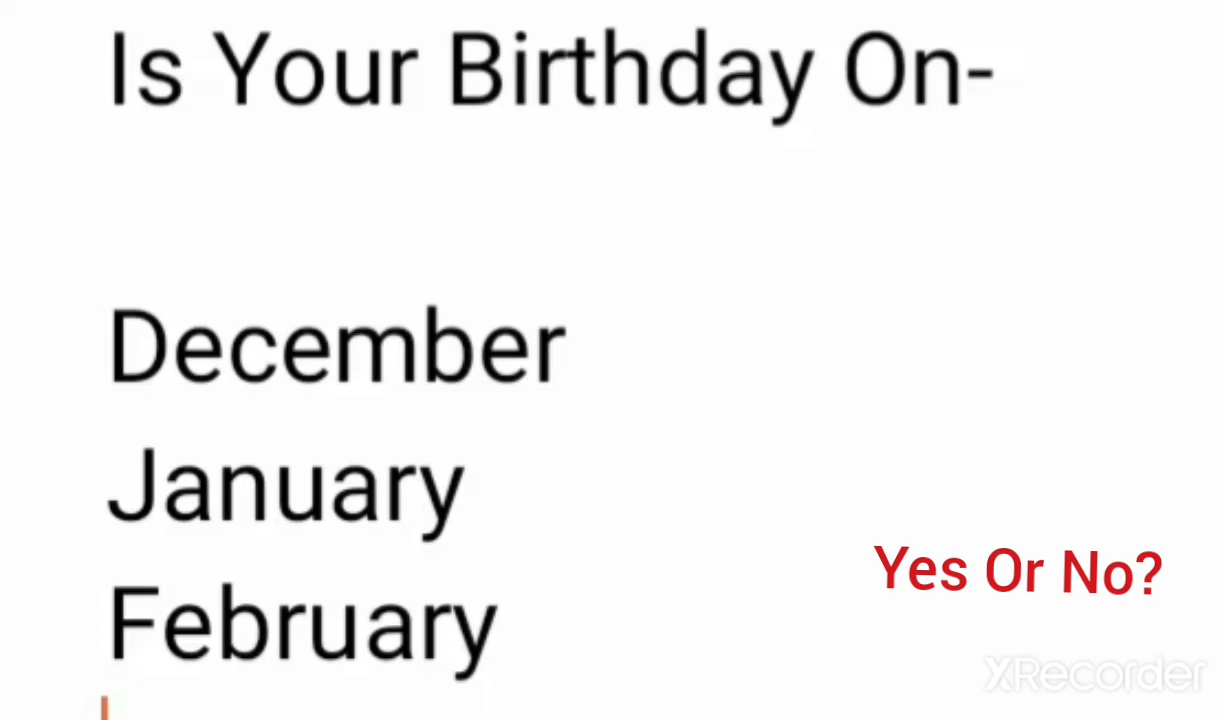 Is Your Birthday On-
December
January
February
Yes Or No?
XRecorder